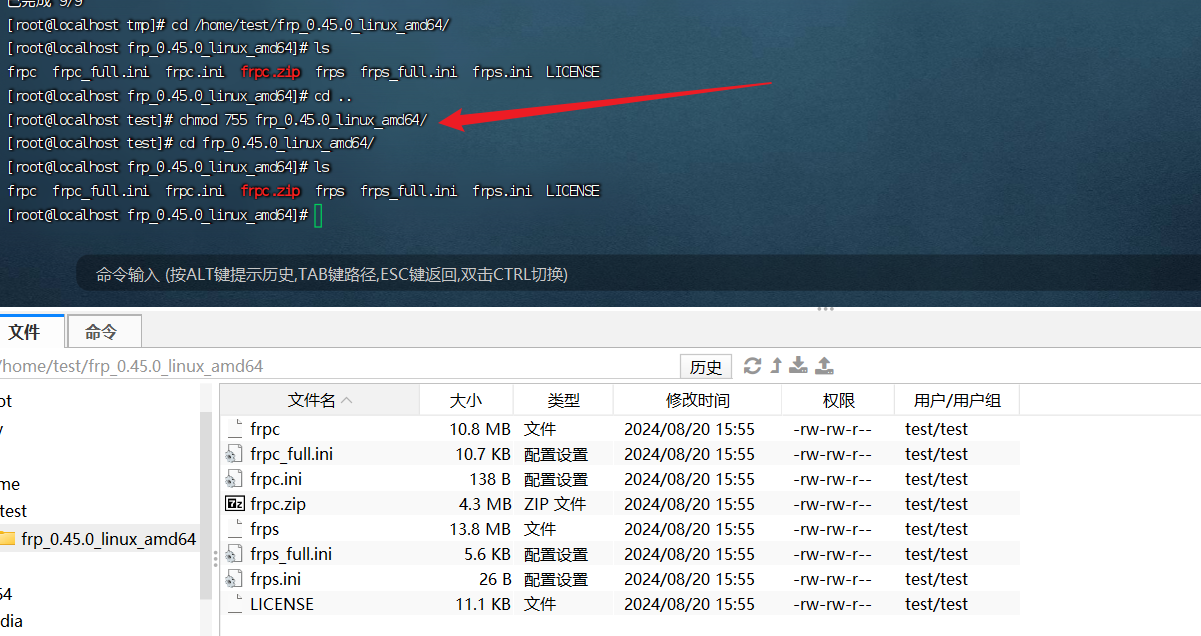 已完成 9/9
[root@localhost tmp]# cd /home/test/frp_0.45.0_linux_amd64/
[root@localhost frp_0.45.0_linux_amd64]# ls
frpc frpc_full.ini frpc.ini frpc.zip frps frps_full.ini frps.ini LICENSE
[root@localhost frp_0.45.0_linux_amd64]# cd ..
[root@localhost test]# chmod 755 frp_0.45.0_linux_amd64/
[root@localhost test]# cd frp_0.45.0_linux_amd64/
[root@localhost frp_0.45.0_linux_amd64]# ls
frpc frpc_full.ini frpc.ini frpc.zip frps frps_full.ini frps.ini LICENSE
[root@localhost frp_0.45.0_linux_amd64]#
命令输入 (按ALT键提示历史,TAB键路径,ESC键返回,双击CTRL切换)
文件 命令
/home/test/frp_0.45.0_linux_amd64 历史
文件名 大小 类型 修改时间 权限 用户/用户组
ot
frpc 10.8 MB 文件 2024/08/20 15:55 -rw-rw-r-- test/test
frpc_full.ini 10.7 KB 配置设置 2024/08/20 15:55 -rw-rw-r-- test/test
frpc.ini 138 B 配置设置 2024/08/20 15:55 -rw-rw-r-- test/test
me
frpc.zip 4.3 MB ZIP 文件 2024/08/20 15:55 -rw-rw-r-- test/test
test
frps 13.8 MB 文件 2024/08/20 15:55 -rw-rw-r-- test/test
frp_0.45.0_linux_amd64
frps_full.ini 5.6 KB 配置设置 2024/08/20 15:55 -rw-rw-r-- test/test
frps.ini 26 B 配置设置 2024/08/20 15:55 -rw-rw-r-- test/test
64
LICENSE 11.1 KB 文件 2024/08/20 15:55 -rw-rw-r-- test/test
dia